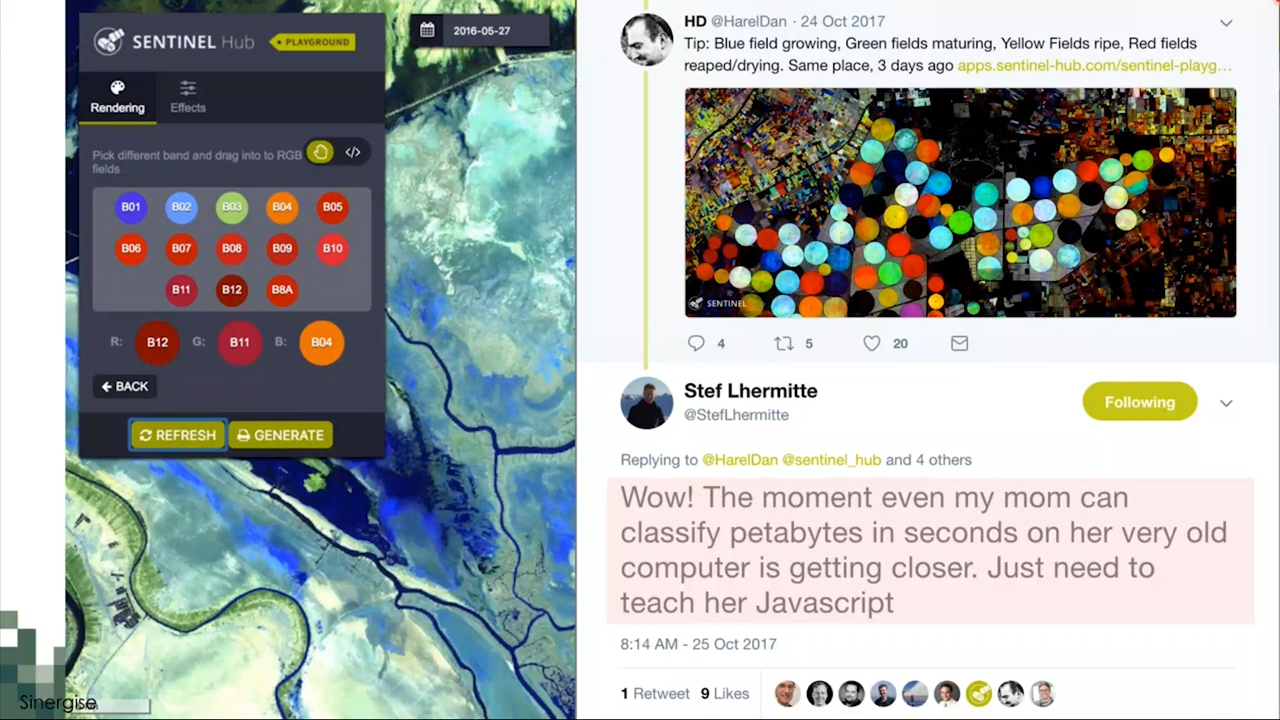 SENTINEL Hub
PLAYGROUND
2016-05-27
Rendering
Effects
Pick different band and drag into to RGB
fields
</>
B01 B02 B03 B04 B05
B06 B07 B08 B09 B10
B11 B12 B8A
R: B12 G: B11 B: B04
BACK
REFRESH
GENERATE
Sinergise
HD @HarelDan · 24 Oct 2017
Tip: Blue field growing, Green fields maturing, Yellow Fields ripe, Red fields
reaped/drying. Same place, 3 days ago apps.sentinel-hub.com/sentinel-playg…
SENTINEL
4 5 20
Stef Lhermitte
@StefLhermitte
Following
Replying to @HarelDan @sentinel_hub and 4 others
Wow! The moment even my mom can
classify petabytes in seconds on her very old
computer is getting closer. Just need to
teach her Javascript
8:14 AM - 25 Oct 2017
1 Retweet 9 Likes